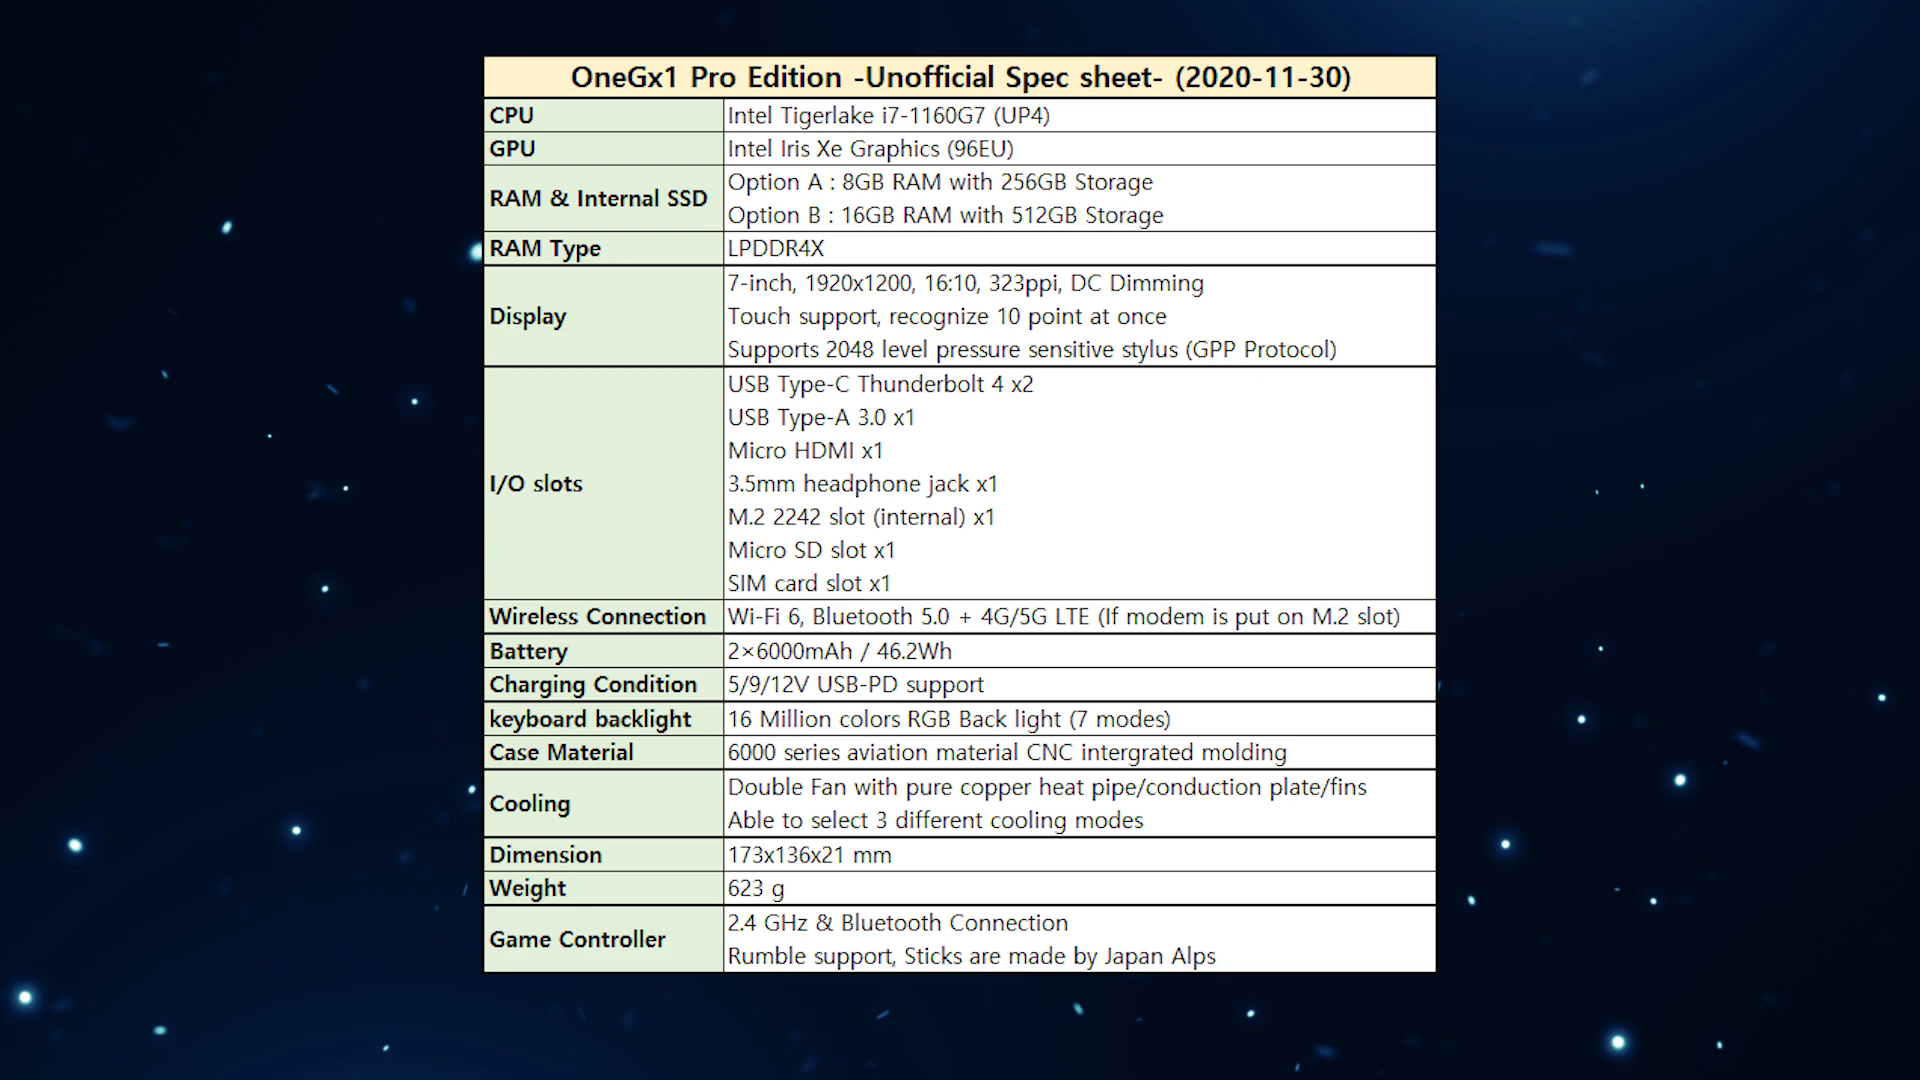 OneGx1 Pro Edition -Unofficial Spec sheet- (2020-11-30)
CPU
Intel Tigerlake i7-1160G7 (UP4)
GPU
Intel Iris Xe Graphics (96EU)
RAM & Internal SSD
Option A : 8GB RAM with 256GB Storage
Option B : 16GB RAM with 512GB Storage
RAM Type
LPDDR4X
Display
7-inch, 1920x1200, 16:10, 323ppi, DC Dimming
Touch support, recognize 10 point at once
Supports 2048 level pressure sensitive stylus (GPP Protocol)
I/O slots
USB Type-C Thunderbolt 4 x2
USB Type-A 3.0 x1
Micro HDMI x1
3.5mm headphone jack x1
M.2 2242 slot (internal) x1
Micro SD slot x1
SIM card slot x1
Wireless Connection
Wi-Fi 6, Bluetooth 5.0 + 4G/5G LTE (If modem is put on M.2 slot)
Battery
2×6000mAh / 46.2Wh
Charging Condition
5/9/12V USB-PD support
keyboard backlight
16 Million colors RGB Back light (7 modes)
Case Material
6000 series aviation material CNC intergrated molding
Cooling
Double Fan with pure copper heat pipe/conduction plate/fins
Able to select 3 different cooling modes
Dimension
173x136x21 mm
Weight
623 g
Game Controller
2.4 GHz & Bluetooth Connection
Rumble support, Sticks are made by Japan Alps